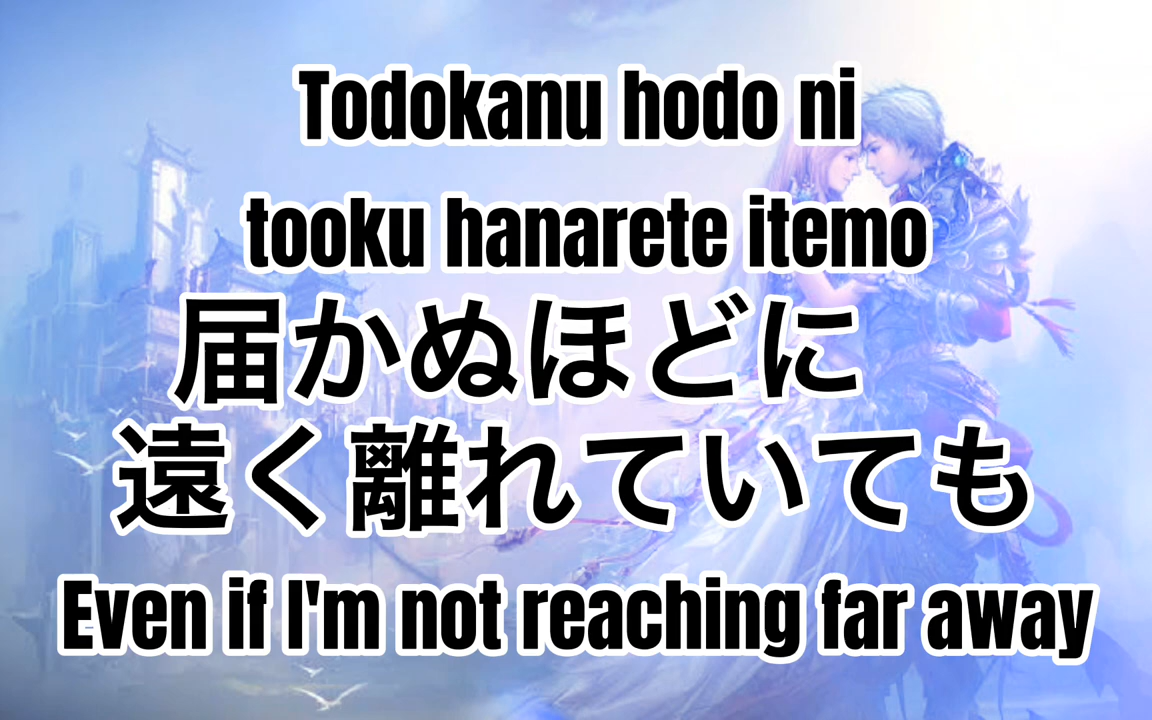 Todokanu hodo ni
tooku hanarete itemo
届かぬほどに
遠く離れていても
Even if I'm not reaching far away